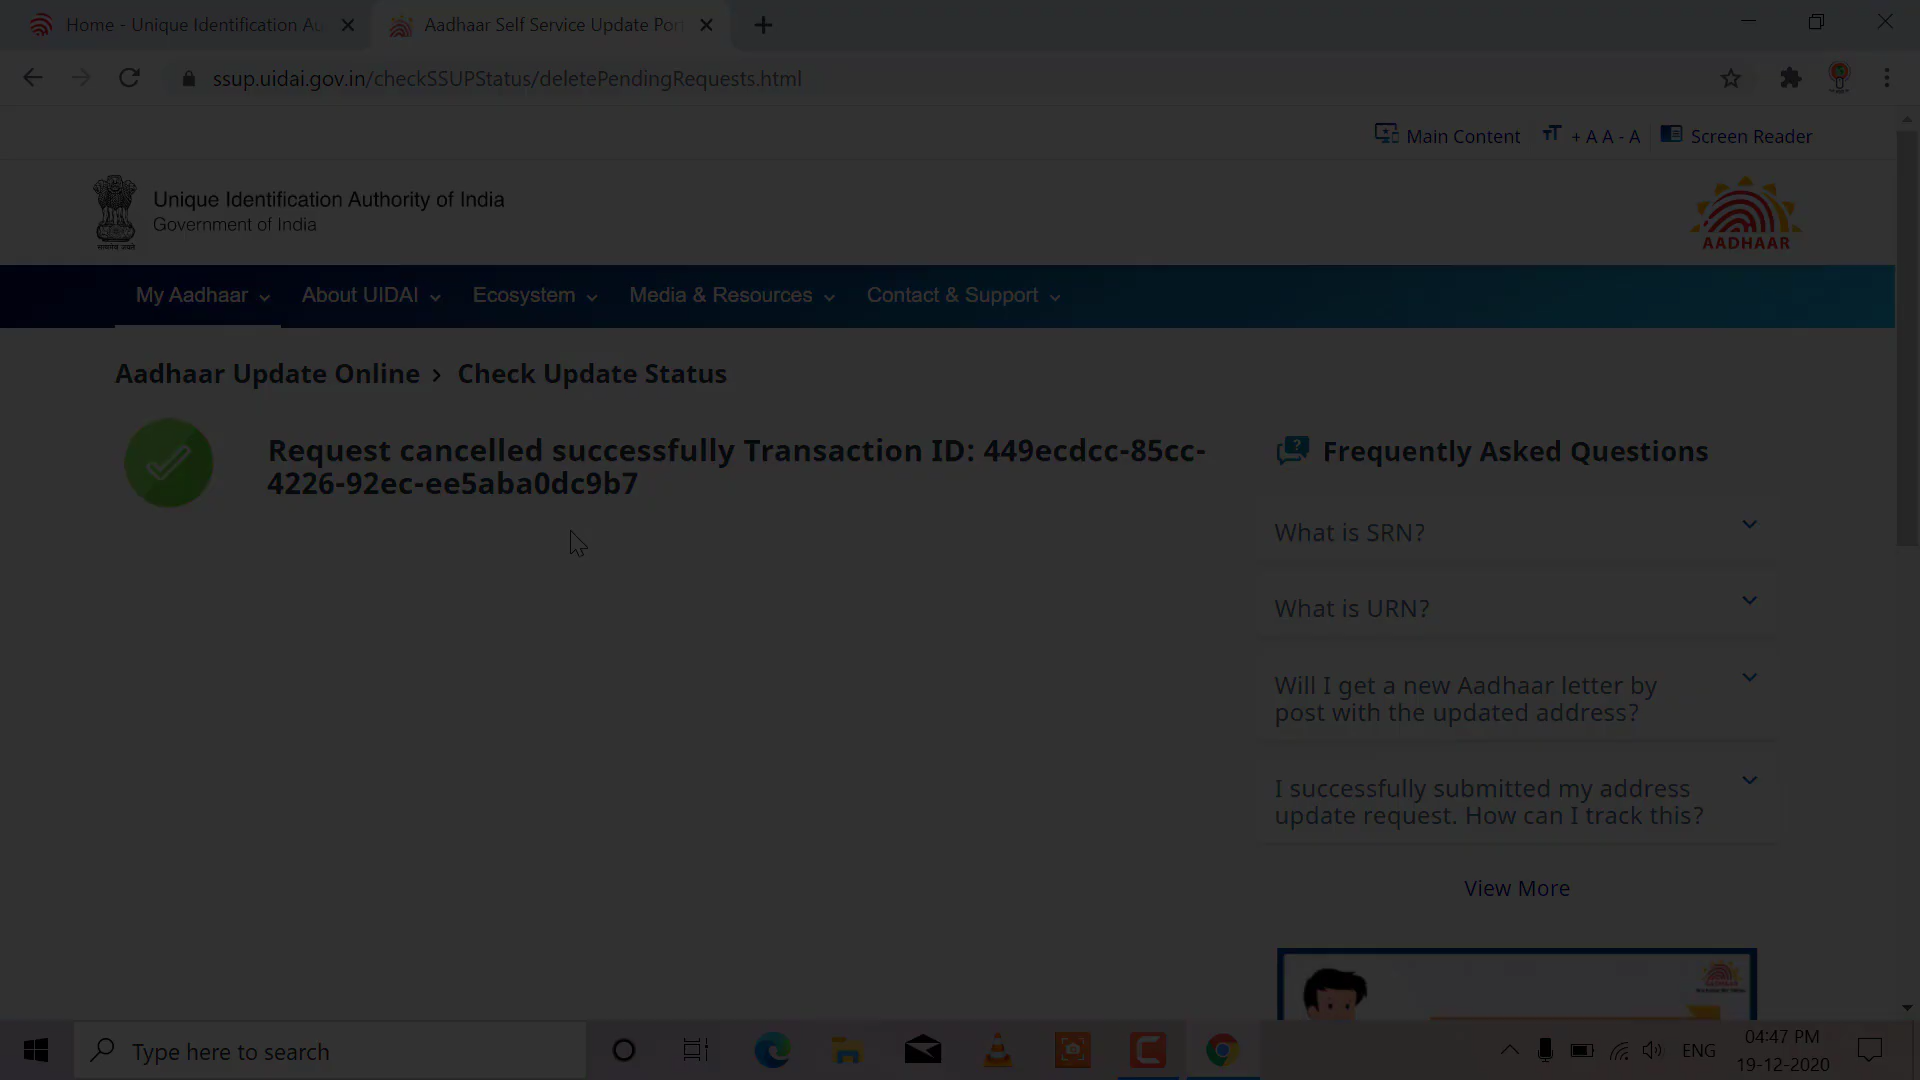 Home - Unique Identification Au
Aadhaar Self Service Update Por
ssup.uidai.gov.in/checkSSUPStatus/deletePendingRequests.html
Main Content
+ A A - A
Screen Reader
सत्यमेव जयते
Unique Identification Authority of India
Government of India
AADHAAR
My Aadhaar
About UIDAI
Ecosystem
Media & Resources
Contact & Support
Aadhaar Update Online › Check Update Status
Request cancelled successfully Transaction ID: 449ecdcc-85cc-
4226-92ec-ee5aba0dc9b7
Frequently Asked Questions
What is SRN?
What is URN?
Will I get a new Aadhaar letter by
post with the updated address?
I successfully submitted my address
update request. How can I track this?
View More
Type here to search
ENG
04:47 PM
19-12-2020